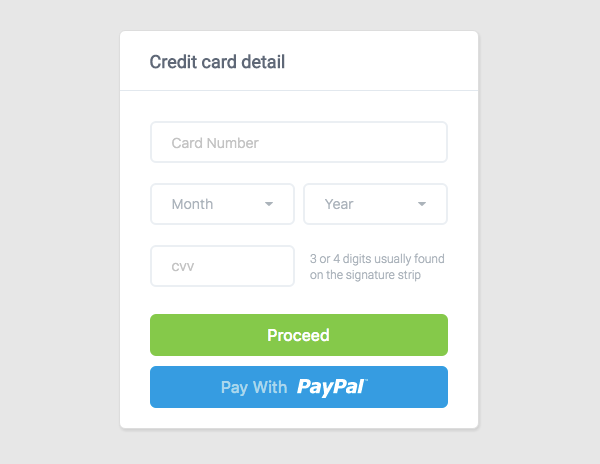 Credit card detail
Card Number
Month
Year
cvv
3 or 4 digits usually found
on the signature strip
Proceed
Pay With PayPal™